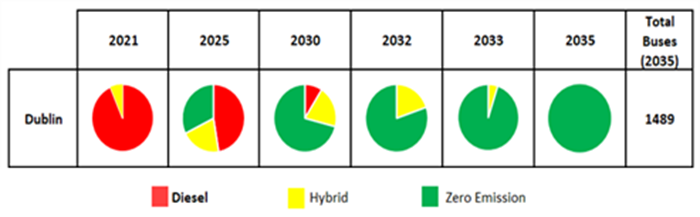 2021 2025 2030 2032 2033 2035 Total
Buses
(2035)
Dublin 1489
Diesel Hybrid Zero Emission